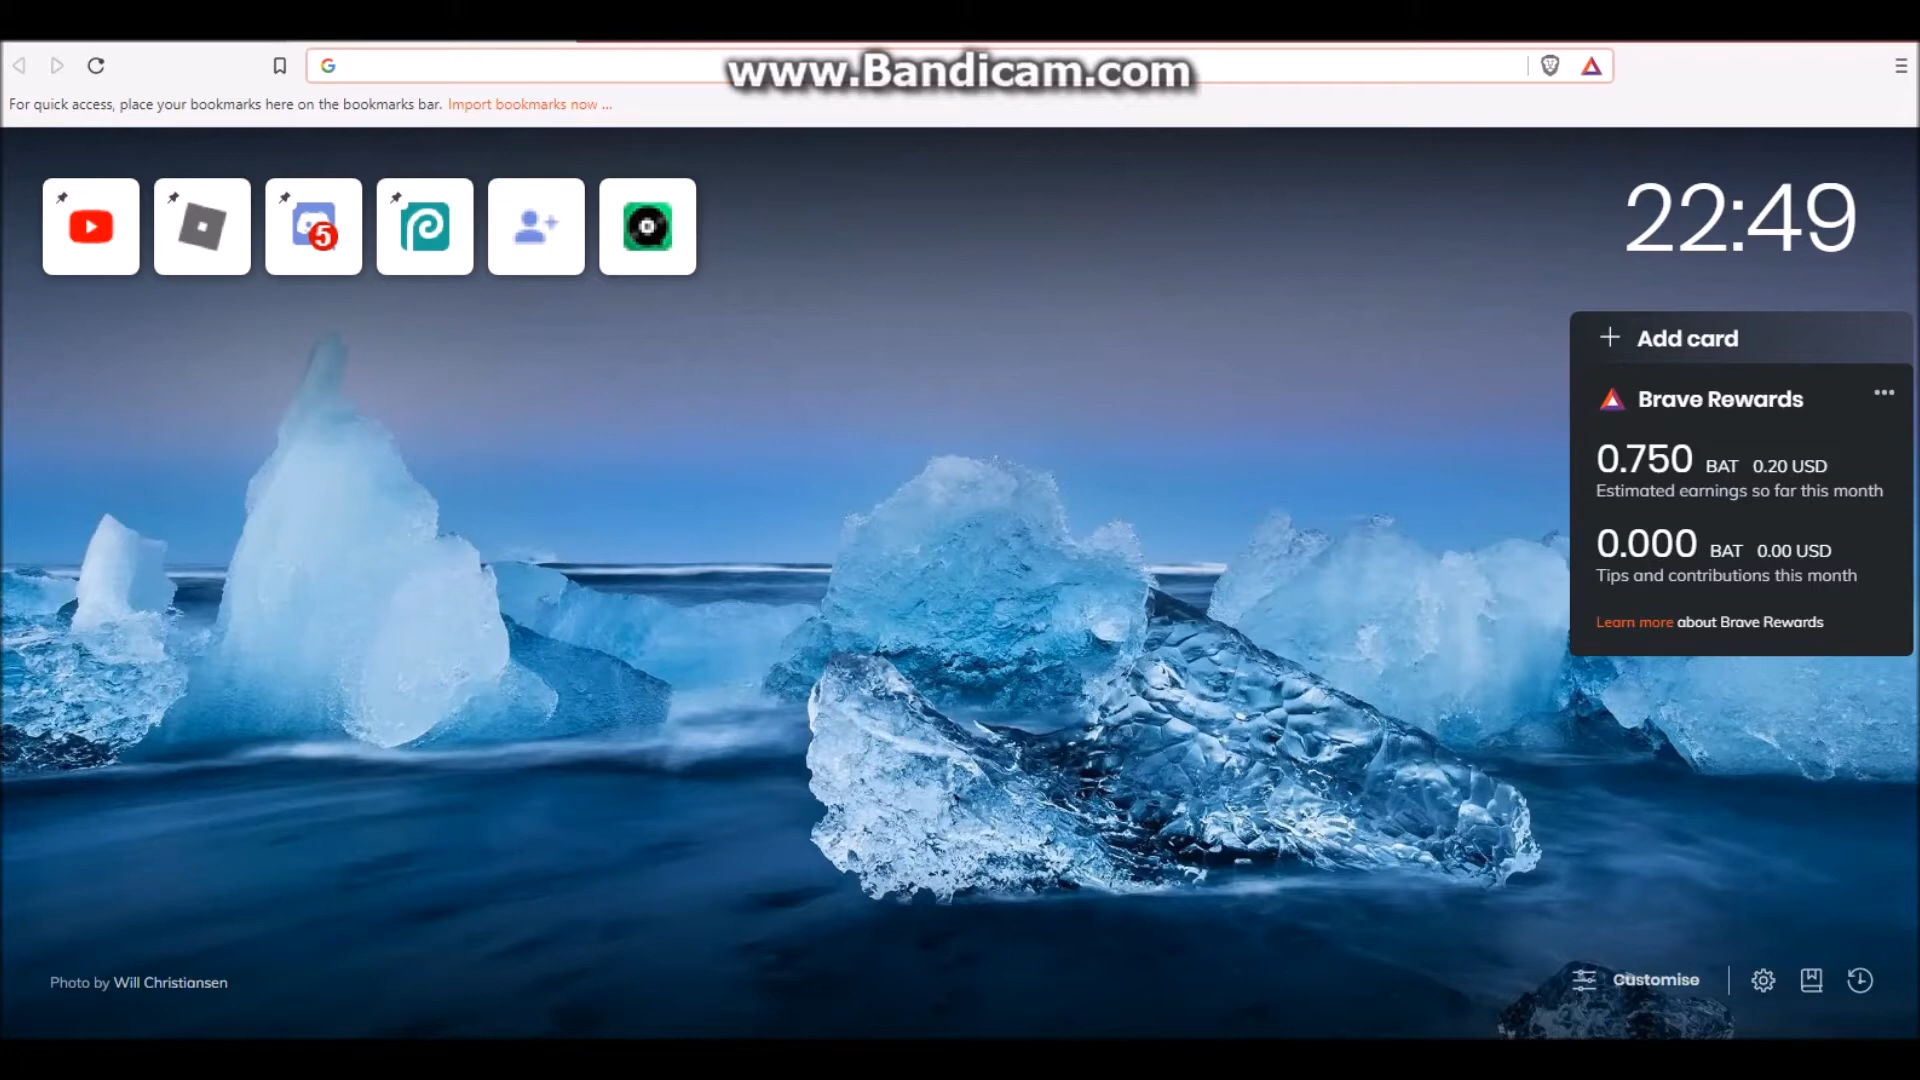 www.Bandicam.com
For quick access, place your bookmarks here on the bookmarks bar. Import bookmarks now ...
5
22:49
Add card
Brave Rewards
0.750 BAT 0.20 USD
Estimated earnings so far this month
0.000 BAT 0.00 USD
Tips and contributions this month
Learn more about Brave Rewards
Photo by Will Christiansen
Customise